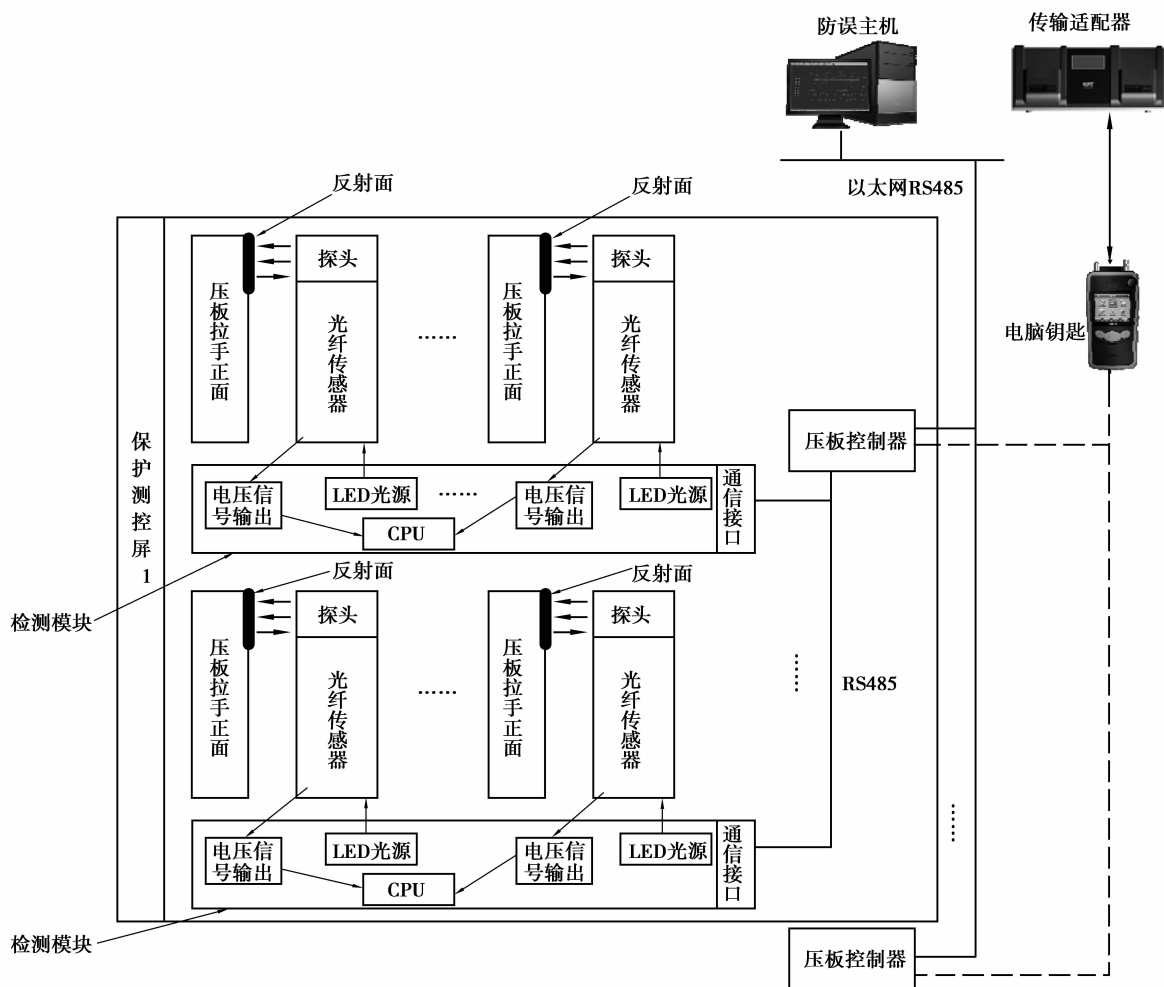 防误主机
传输适配器
以太网RS485
反射面
反射面
压板拉手正面
探头
光纤传感器
……
压板拉手正面
探头
光纤传感器
电脑钥匙
保护测控屏1
压板控制器
电压信
号输出
LED光源
……
CPU
电压信
号输出
LED光源
通信接口
检测模块
反射面
反射面
压板拉手正面
探头
光纤传感器
……
压板拉手正面
探头
光纤传感器
……
RS485
电压信
号输出
LED光源
CPU
电压信
号输出
LED光源
通信接口
……
检测模块
压板控制器